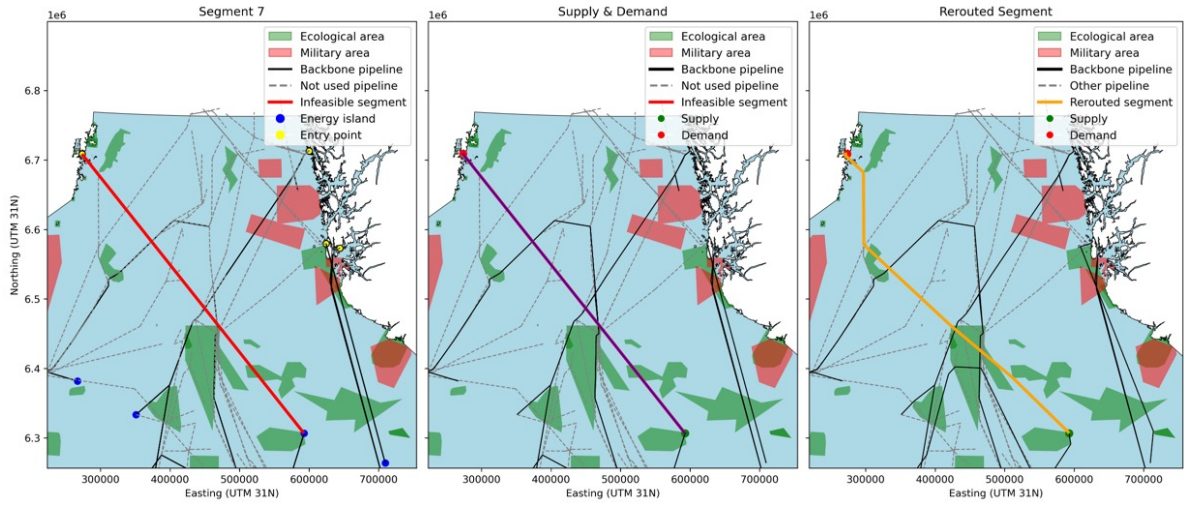 Segment 7
1e6
Ecological area
Military area
Backbone pipeline
Not used pipeline
Infeasible segment
Energy island
Entry point
6.8
6.7
6.6
6.5
6.4
6.3
Northing (UTM 31N)
300000 400000 500000 600000 700000
Easting (UTM 31N)
Supply & Demand
1e6
Ecological area
Military area
Backbone pipeline
Not used pipeline
Infeasible segment
Supply
Demand
300000 400000 500000 600000 700000
Easting (UTM 31N)
Rerouted Segment
1e6
Ecological area
Military area
Backbone pipeline
Other pipeline
Rerouted segment
Supply
Demand
300000 400000 500000 600000 700000
Easting (UTM 31N)